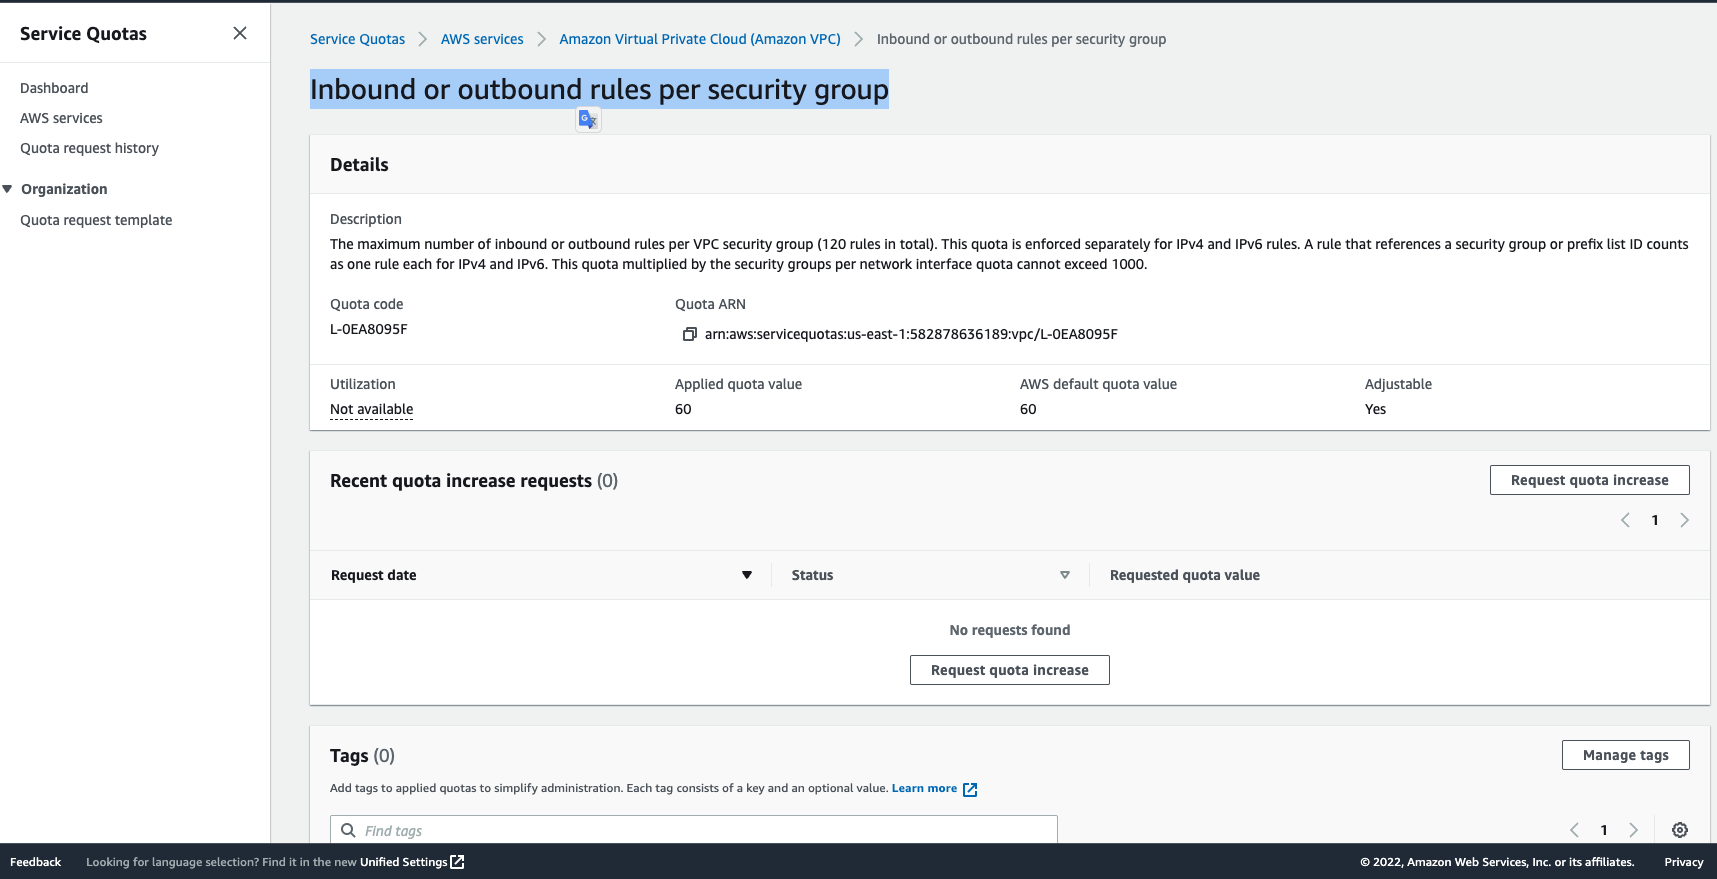 Service Quotas
Dashboard
AWS services
Quota request history
Organization
Quota request template
Service Quotas > AWS services > Amazon Virtual Private Cloud (Amazon VPC) > Inbound or outbound rules per security group
Inbound or outbound rules per security group
Details
Description
The maximum number of inbound or outbound rules per VPC security group (120 rules in total). This quota is enforced separately for IPv4 and IPv6 rules. A rule that references a security group or prefix list ID counts
as one rule each for IPv4 and IPv6. This quota multiplied by the security groups per network interface quota cannot exceed 1000.
Quota code
L-0EA8095F
Quota ARN
arn:aws:servicequotas:us-east-1:582878636189:vpc/L-0EA8095F
Utilization
Not available
Applied quota value
60
AWS default quota value
60
Adjustable
Yes
Recent quota increase requests (0)
Request quota increase
1
Request date
Status
Requested quota value
No requests found
Request quota increase
Tags (0)
Manage tags
Add tags to applied quotas to simplify administration. Each tag consists of a key and an optional value. Learn more
Find tags
1
Feedback
Looking for language selection? Find it in the new Unified Settings
© 2022, Amazon Web Services, Inc. or its affiliates.
Privacy